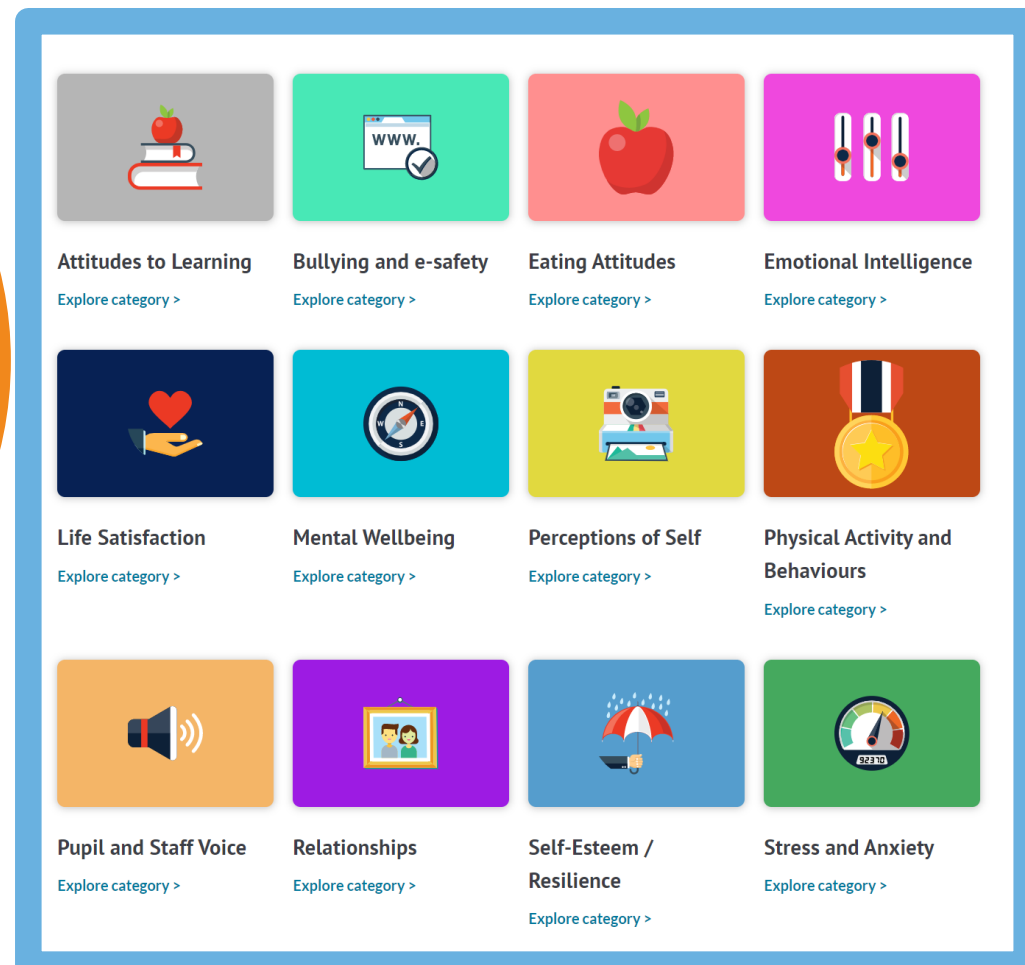 www.
Attitudes to Learning
Explore category >
Bullying and e-safety
Explore category >
Eating Attitudes
Explore category >
Emotional Intelligence
Explore category >
N
W
E
S
Life Satisfaction
Explore category >
Mental Wellbeing
Explore category >
Perceptions of Self
Explore category >
Physical Activity and
Behaviours
Explore category >
92370
Pupil and Staff Voice
Explore category >
Relationships
Explore category >
Self-Esteem /
Resilience
Explore category >
Stress and Anxiety
Explore category >